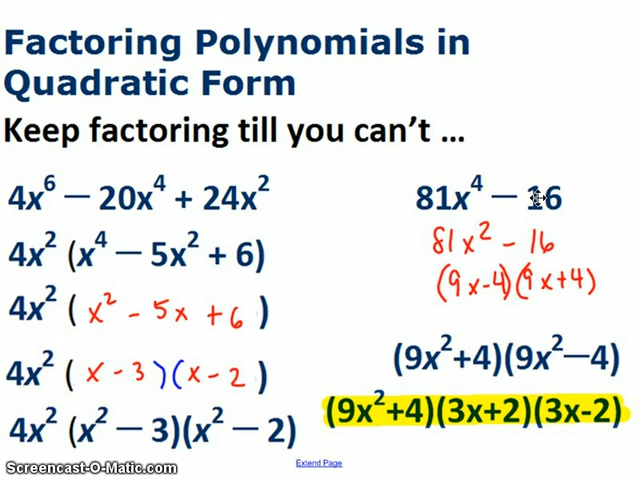 Factoring Polynomials in
Quadratic Form
Keep factoring till you can’t …
4x⁶ — 20x⁴ + 24x²
4x² (x⁴ — 5x² + 6)
4x² ( x² - 5x + 6 )
4x² ( x - 3 )( x - 2 )
4x² (x² — 3)(x² — 2)
81x⁴ — 16
81x² - 16
(9x-4)(9x+4)
(9x²+4)(9x²—4)
(9x²+4)(3x+2)(3x-2)
Extend Page
Screencast-O-Matic.com